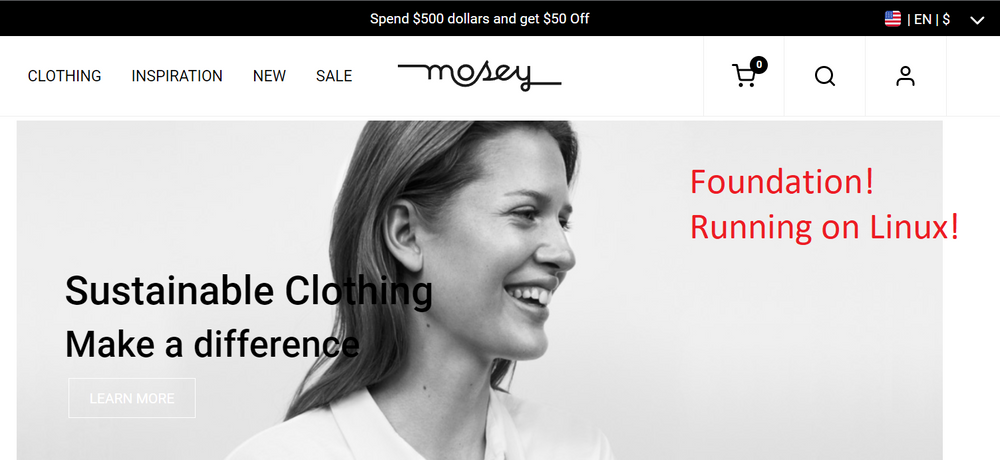 Spend $500 dollars and get $50 Off
| EN | $
CLOTHING INSPIRATION NEW SALE
mosey
0
Foundation!
Running on Linux!
Sustainable Clothing
Make a difference
LEARN MORE